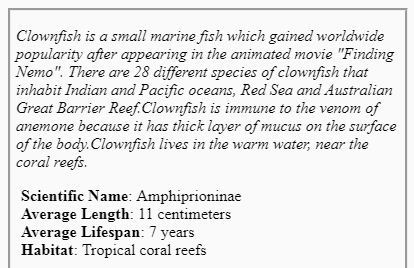 Clownfish is a small marine fish which gained worldwide
popularity after appearing in the animated movie "Finding
Nemo". There are 28 different species of clownfish that
inhabit Indian and Pacific oceans, Red Sea and Australian
Great Barrier Reef.Clownfish is immune to the venom of
anemone because it has thick layer of mucus on the surface
of the body.Clownfish lives in the warm water, near the
coral reefs.
Scientific Name: Amphiprioninae
Average Length: 11 centimeters
Average Lifespan: 7 years
Habitat: Tropical coral reefs